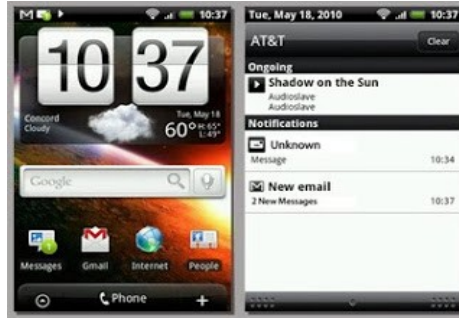 10:37
10 37
Concord
Cloudy
Tue, May 18
60° H: 65°
L: 49°
Google
1
Messages Gmail Internet People
Phone
Tue, May 18, 2010 10:37
AT&T Clear
Ongoing
Shadow on the Sun
Audioslave
Audioslave
Notifications
Unknown
Message 10:34
New email
2 New Messages 10:37